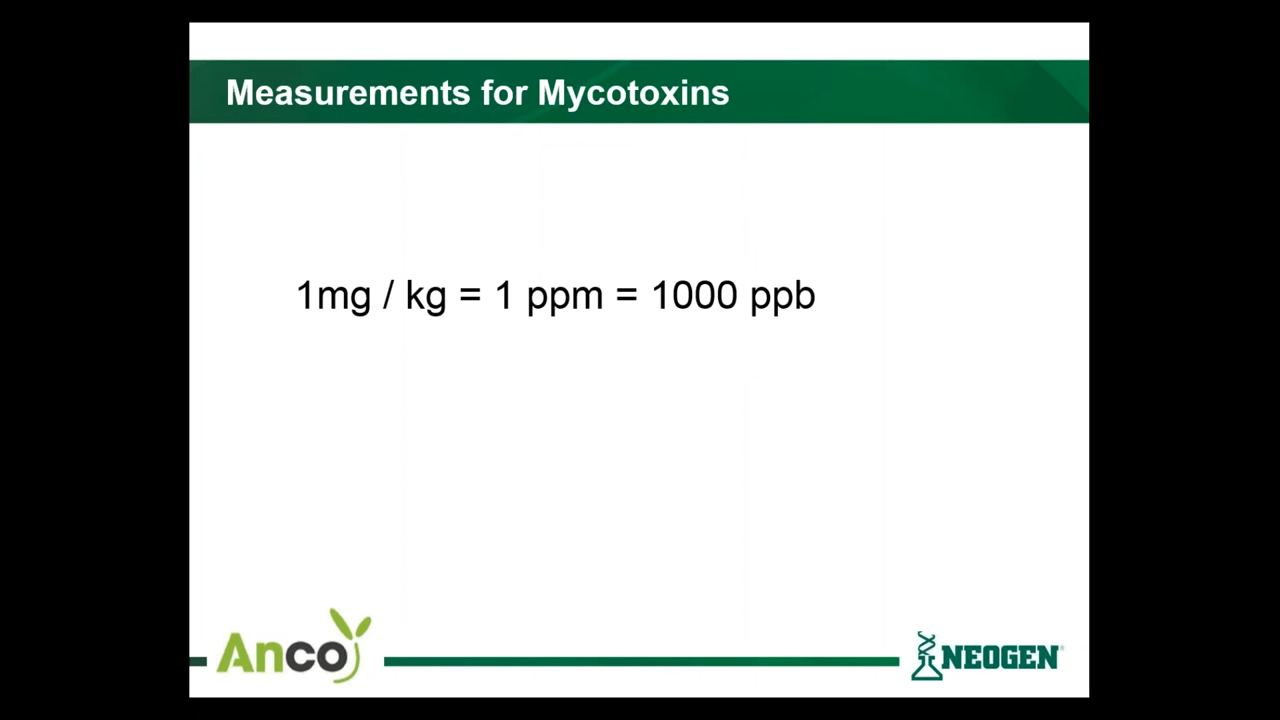 Measurements for Mycotoxins
1mg / kg = 1 ppm = 1000 ppb
Anco
NEOGEN®